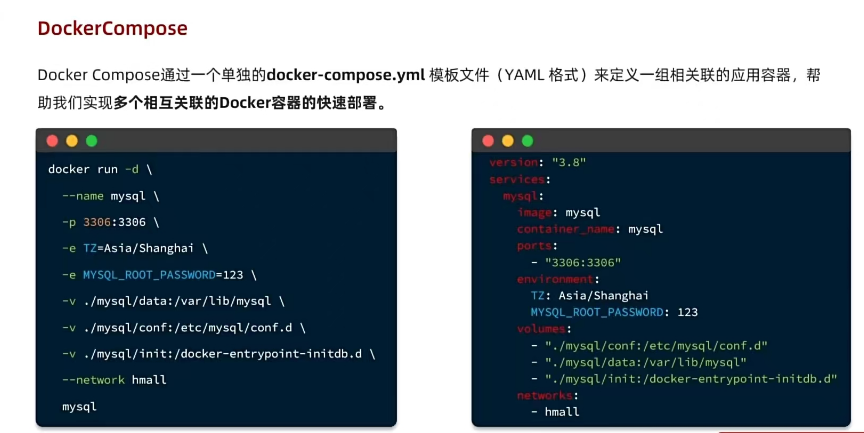 DockerCompose
Docker Compose通过一个单独的docker-compose.yml 模板文件（YAML 格式）来定义一组相关联的应用容器，帮
助我们实现多个相互关联的Docker容器的快速部署。
docker run -d \
--name mysql \
-p 3306:3306 \
-e TZ=Asia/Shanghai \
-e MYSQL_ROOT_PASSWORD=123 \
-v ./mysql/data:/var/lib/mysql \
-v ./mysql/conf:/etc/mysql/conf.d \
-v ./mysql/init:/docker-entrypoint-initdb.d \
--network hmall
mysql
version: "3.8"
services:
mysql:
image: mysql
container_name: mysql
ports:
- "3306:3306"
environment:
TZ: Asia/Shanghai
MYSQL_ROOT_PASSWORD: 123
volumes:
- "./mysql/conf:/etc/mysql/conf.d"
- "./mysql/data:/var/lib/mysql"
- "./mysql/init:/docker-entrypoint-initdb.d"
networks:
- hmall